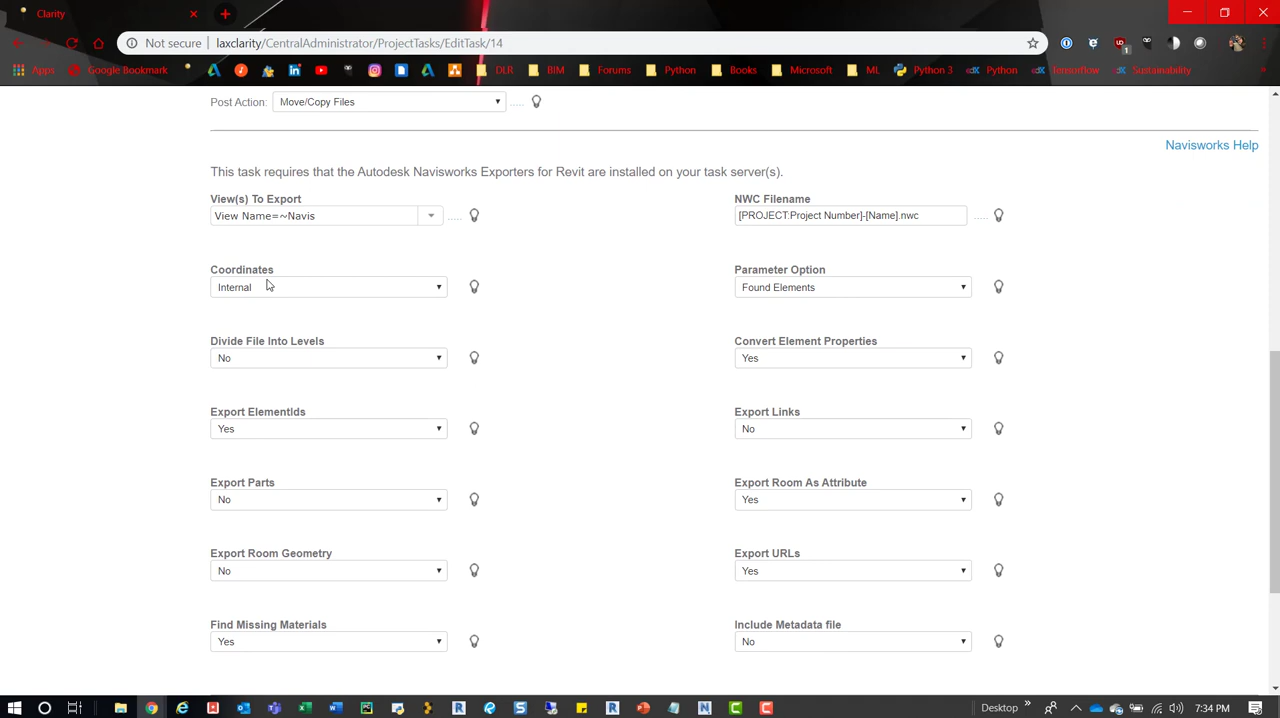 Clarity
Not secure | laxclarity/CentralAdministrator/ProjectTasks/EditTask/14
Apps Google Bookmark DLR BIM Forums Python Books Microsoft ML Python 3 Python Tensorflow Sustainability
Post Action: Move/Copy Files
Navisworks Help
This task requires that the Autodesk Navisworks Exporters for Revit are installed on your task server(s).
View(s) To Export NWC Filename
View Name=~Navis [PROJECT:Project Number]-[Name].nwc
Coordinates Parameter Option
Internal Found Elements
Divide File Into Levels Convert Element Properties
No Yes
Export ElementIds Export Links
Yes No
Export Parts Export Room As Attribute
No Yes
Export Room Geometry Export URLs
No Yes
Find Missing Materials Include Metadata file
Yes No
Desktop 7:34 PM